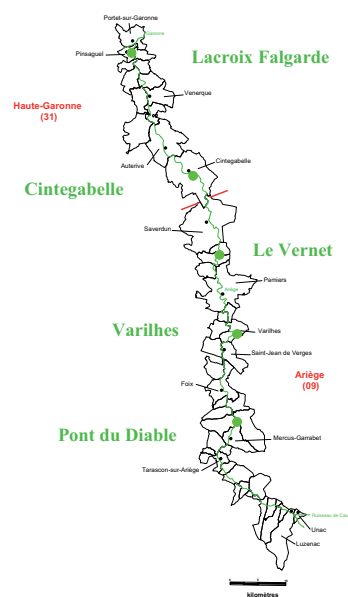 Portet-sur-Garonne
Garonne
Pinsaguel
Lacroix Falgarde
Venerque
Haute-Garonne
(31)
Auterive
Cintegabelle
Cintegabelle
Saverdun
Le Vernet
Pamiers
Ariège
Varilhes
Varilhes
Saint-Jean de Verges
Ariège
(09)
Foix
Pont du Diable
Mercus-Garrabet
Tarascon-sur-Ariège
Ruisseau de Cau
Unac
Luzenac
kilomètres